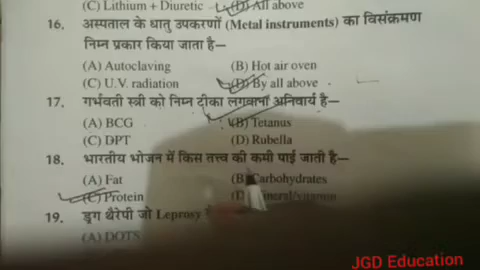 (C) Lithium + Diuretic (D) All above
16. अस्पताल के धातु उपकरणों (Metal instruments) का विसंक्रमण
निम्न प्रकार किया जाता है—
(A) Autoclaving (B) Hot air oven
(C) U.V. radiation (D) By all above
17. गर्भवती स्त्री को निम्न टीका लगवाना अनिवार्य है—
(A) BCG (B) Tetanus
(C) DPT (D) Rubella
18. भारतीय भोजन में किस तत्त्व की कमी पाई जाती है—
(A) Fat (B) Carbohydrates
(C) Protein
19. ड्रग थैरेपी जो Leprosy
(A) DOTS
JGD Education